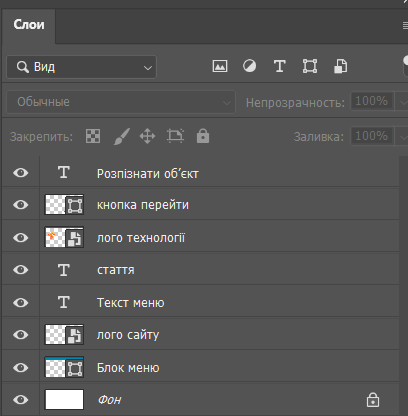 Слои
Вид
Обычные
Непрозрачность: 100%
Закрепить:
Заливка: 100%
Розпізнати об’єкт
кнопка перейти
лого технології
стаття
Текст меню
лого сайту
Блок меню
Фон